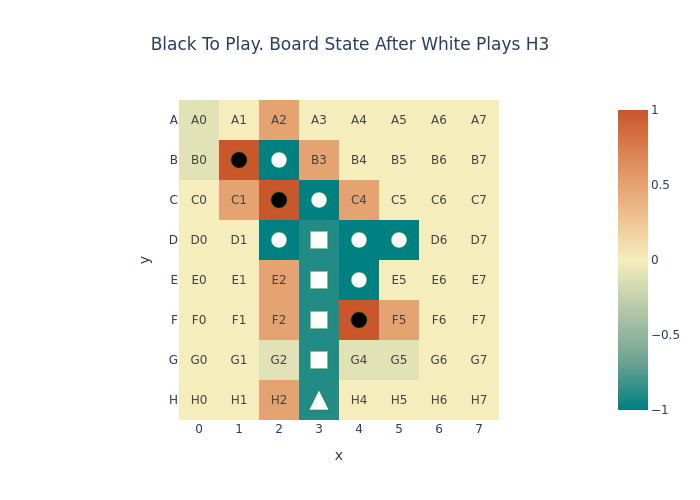 Black To Play. Board State After White Plays H3
A A0 A1 A2 A3 A4 A5 A6 A7
B B0 B3 B4 B5 B6 B7
C C0 C1 C4 C5 C6 C7
D D0 D1 D6 D7
E E0 E1 E2 E5 E6 E7
F F0 F1 F2 F5 F6 F7
G G0 G1 G2 G4 G5 G6 G7
H H0 H1 H2 H4 H5 H6 H7
0 1 2 3 4 5 6 7
x
y
1
0.5
0
−0.5
−1